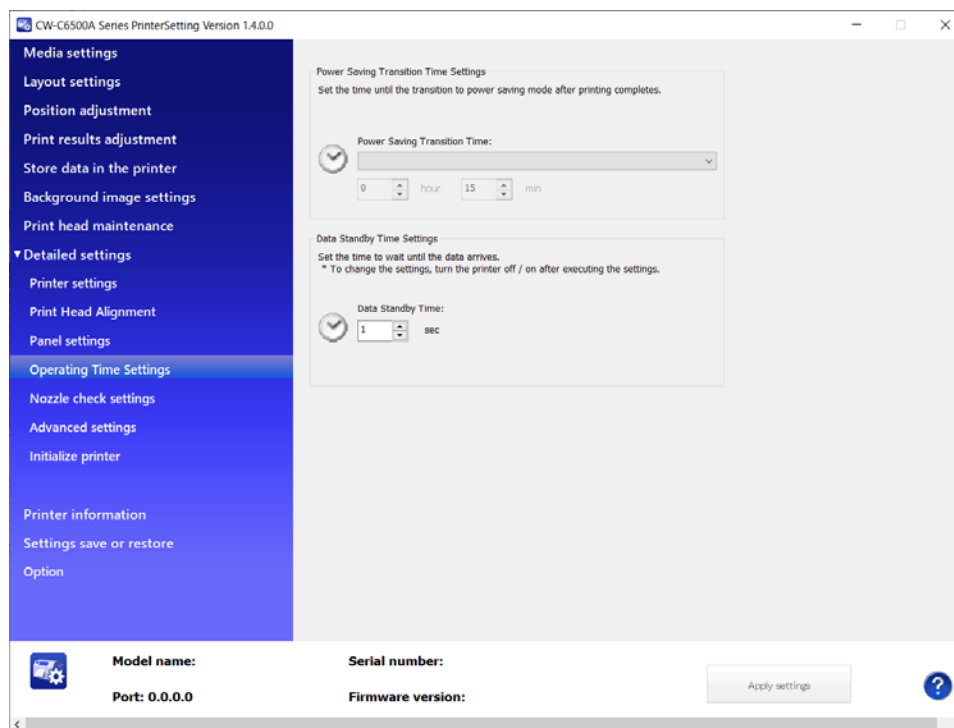 CW-C6500A Series PrinterSetting Version 1.4.0.0
Media settings
Layout settings
Position adjustment
Print results adjustment
Store data in the printer
Background image settings
Print head maintenance
▼Detailed settings
Printer settings
Print Head Alignment
Panel settings
Operating Time Settings
Nozzle check settings
Advanced settings
Initialize printer
Printer information
Settings save or restore
Option
Power Saving Transition Time Settings
Set the time until the transition to power saving mode after printing completes.
Power Saving Transition Time:
0 hour 15 min
Data Standby Time Settings
Set the time to wait until the data arrives.
* To change the settings, turn the printer off / on after executing the settings.
Data Standby Time:
1 sec
Model name:
Serial number:
Port: 0.0.0.0
Firmware version:
Apply settings
?